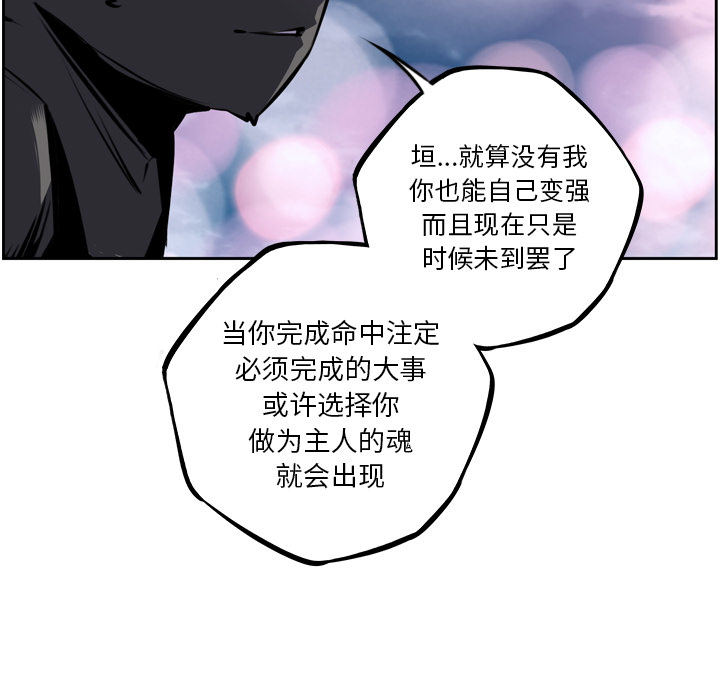 垣...就算没有我
你也能自己变强
而且现在只是
时候未到罢了
当你完成命中注定
必须完成的大事
或许选择你
做为主人的魂
就会出现